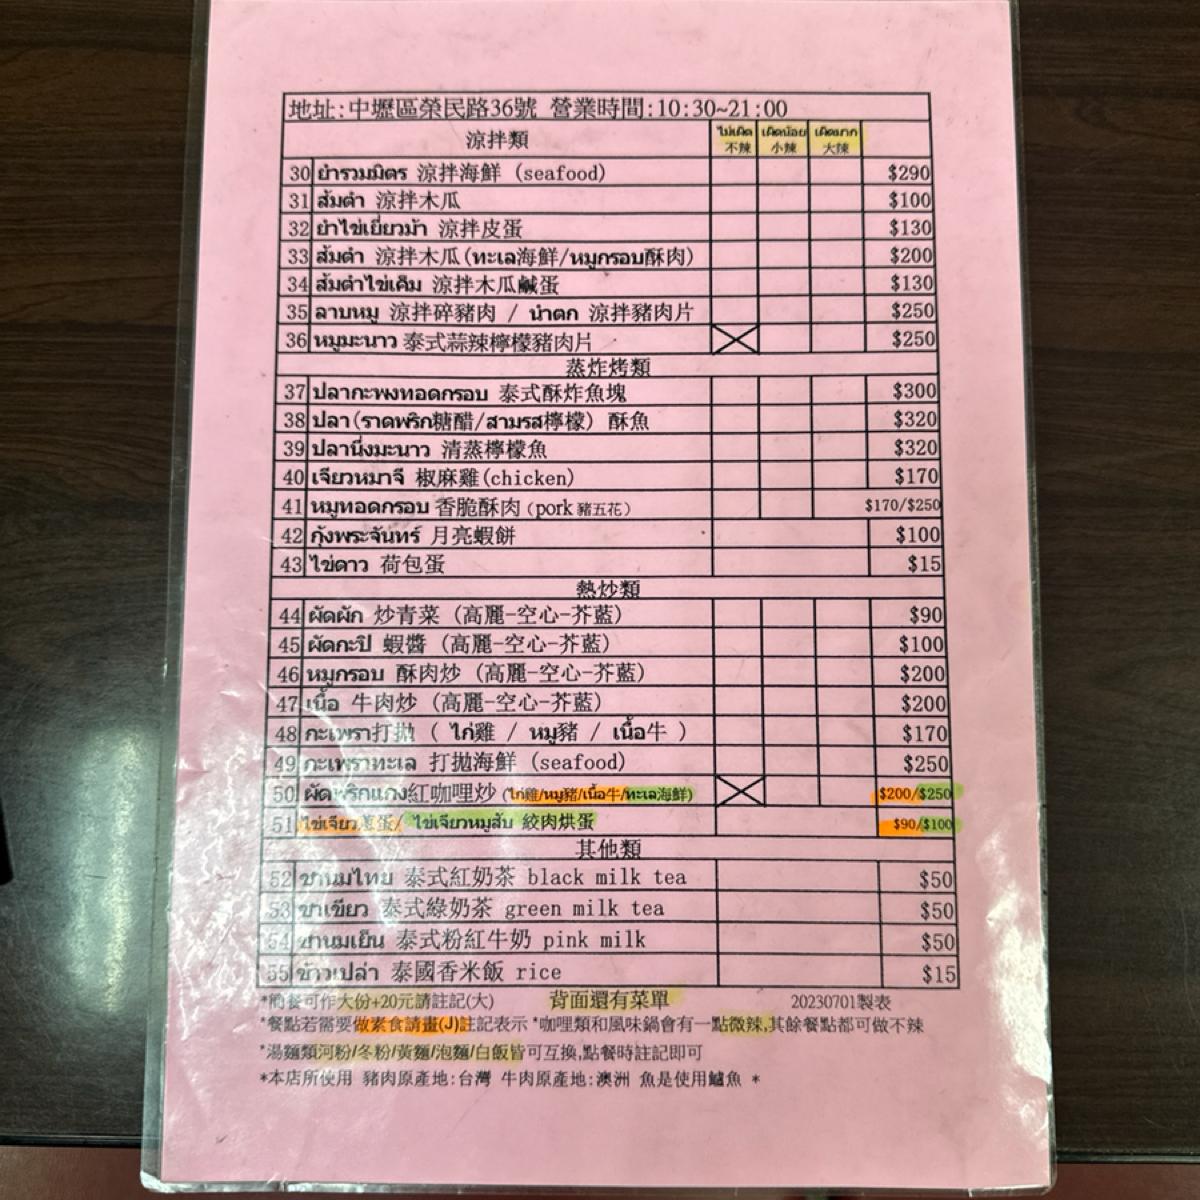 地址:中壢區榮民路36號 營業時間:10:30~21:00
涼拌類 ไม่เผ็ด 不辣 เผ็ดน้อย 小辣 เผ็ดมาก 大辣
30 ยำรวมมิตร 涼拌海鮮 (seafood) $290
31 ส้มตำ 涼拌木瓜 $100
32 ยำไข่เยี่ยวม้า 涼拌皮蛋 $130
33 ส้มตำ 涼拌木瓜(ทะเล海鮮/หมูกรอบ酥肉) $200
34 ส้มตำไข่เค็ม 涼拌木瓜鹹蛋 $130
35 ลาบหมู 涼拌碎豬肉 / นำตก 涼拌豬肉片 $250
36 หมูมะนาว 泰式蒜辣檸檬豬肉片 $250
蒸炸烤類
37 ปลากะพงทอดกรอบ 泰式酥炸魚塊 $300
38 ปลา(ราดพริก糖醋/สามรส檸檬) 酥魚 $320
39 ปลานึ่งมะนาว 清蒸檸檬魚 $320
40 เจียวหมาจี 椒麻雞(chicken) $170
41 หมูทอดกรอบ 香脆酥肉(pork 豬五花) $170/$250
42 กุ้งพระจันทร์ 月亮蝦餅 $100
43 ไข่ดาว 荷包蛋 $15
熱炒類
44 ผัดผัก 炒青菜 (高麗-空心-芥藍) $90
45 ผัดกะปิ 蝦醬 (高麗-空心-芥藍) $100
46 หมูกรอบ 酥肉炒 (高麗-空心-芥藍) $200
47 เนื้อ 牛肉炒 (高麗-空心-芥藍) $200
48 กะเพรา打拋 ( ไก่雞 / หมู豬 / เนื้อ牛 ) $170
49 กะเพราทะเล 打拋海鮮 (seafood) $250
50 ผัดพริกแกง紅咖哩炒 (ไก่雞/หมู豬/เนื้อ牛/ทะเล海鮮) $200/$250
51 ไข่เจียว蔥蛋/ ไข่เจียวหมูสับ 絞肉烘蛋 $90/$100
其他類
52 ชานมไทย 泰式紅奶茶 black milk tea $50
53 ชาเขียว 泰式綠奶茶 green milk tea $50
54 ชานมเย็น 泰式粉紅牛奶 pink milk $50
55 ข้าวเปล่า 泰國香米飯 rice $15
*簡餐可作大份+20元請註記(大) 背面還有菜單 20230701製表
*餐點若需要做素食請畫(J)註記表示 *咖哩類和風味鍋會有一點微辣,其餘餐點都可做不辣
*湯麵類河粉/冬粉/黃麵/泡麵/白飯皆可互換,點餐時註記即可
*本店所使用 豬肉原產地:台灣 牛肉原產地:澳洲 魚是使用鱸魚 *